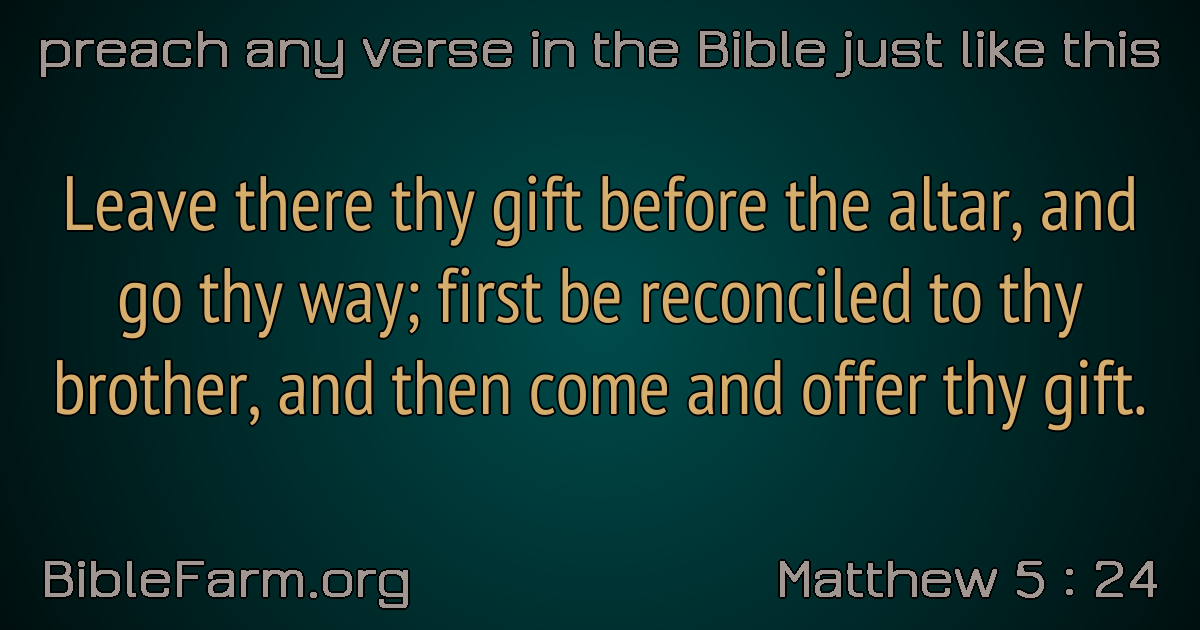 preach any verse in the Bible just like this
Leave there thy gift before the altar, and
go thy way; first be reconciled to thy
brother, and then come and offer thy gift.
BibleFarm.org
Matthew 5 : 24